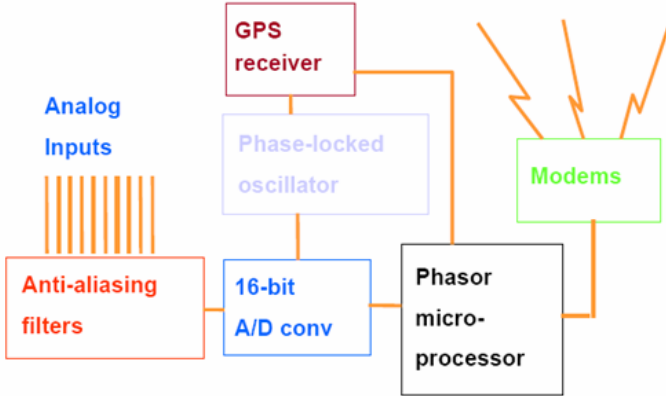 GPS
receiver
Analog
Inputs
Phase-locked
oscillator
Modems
Anti-aliasing
filters
16-bit
A/D conv
Phasor
micro-
processor